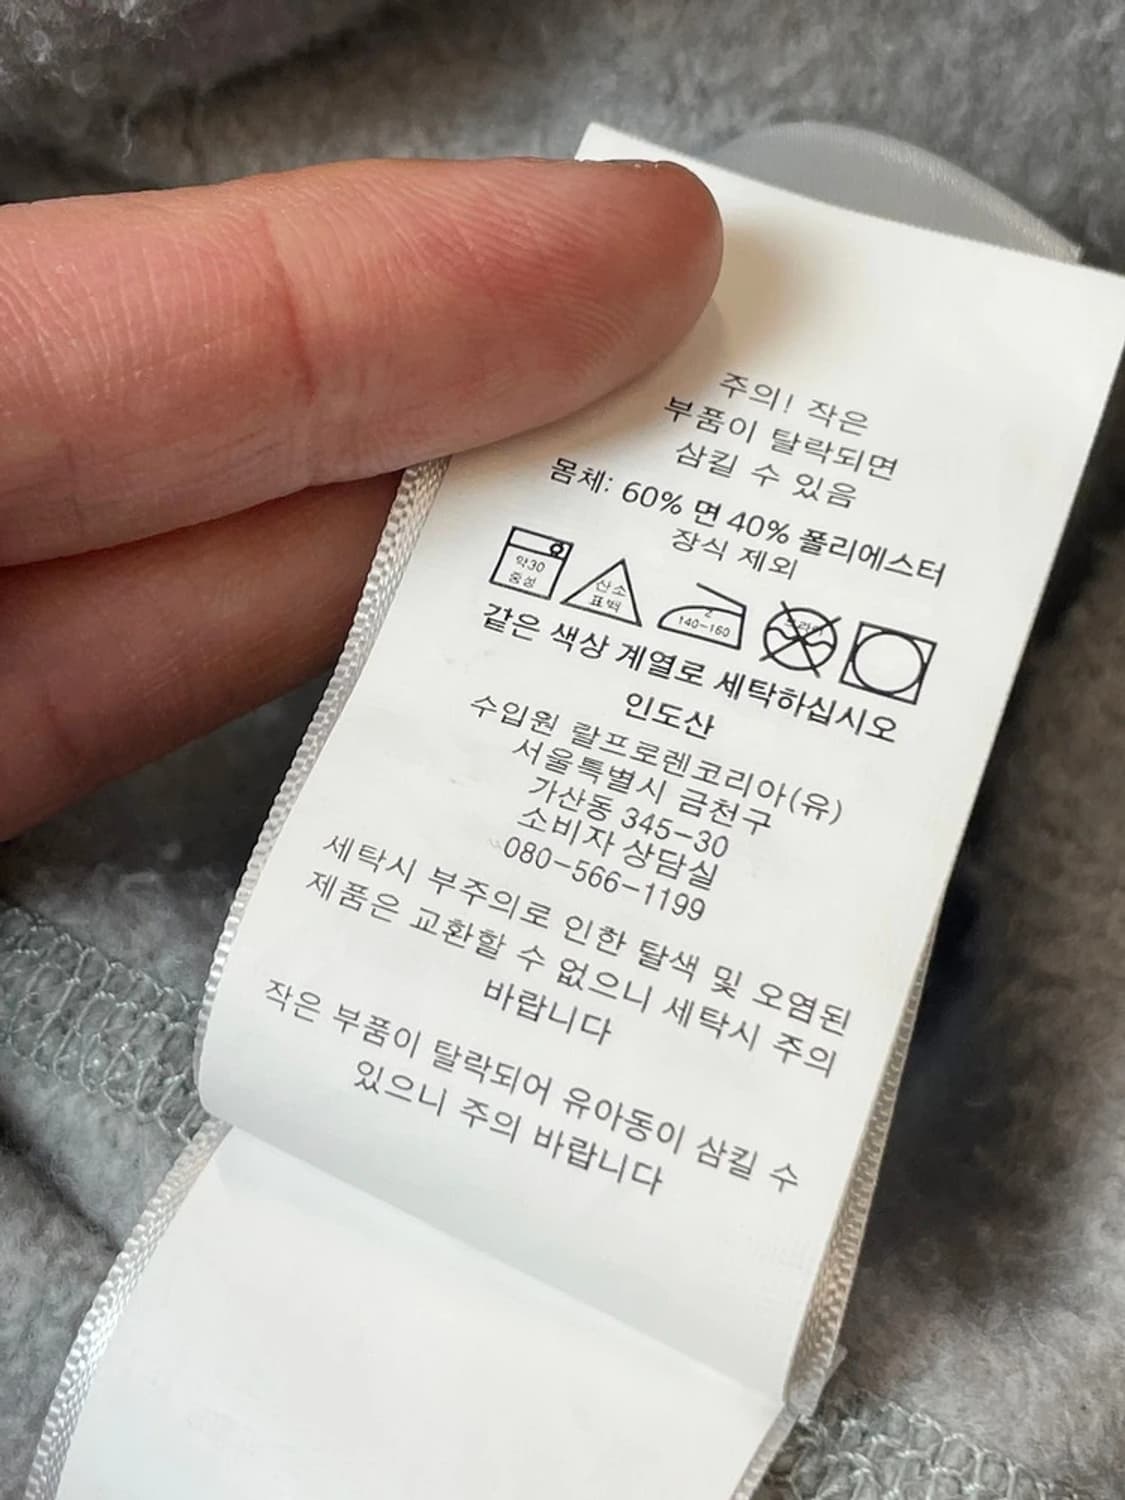 주의! 작은
부품이 탈락되면
삼킬 수 있음
몸체: 60% 면 40% 폴리에스터
장식 제외
약30
중성
산소
표백
2
140-160
드라이
같은 색상 계열로 세탁하십시오
인도산
수입원 랄프로렌코리아(유)
서울특별시 금천구
가산동 345-30
소비자 상담실
080-566-1199
세탁시 부주의로 인한 탈색 및 오염된
제품은 교환할 수 없으니 세탁시 주의
바랍니다
작은 부품이 탈락되어 유아동이 삼킬 수
있으니 주의 바랍니다